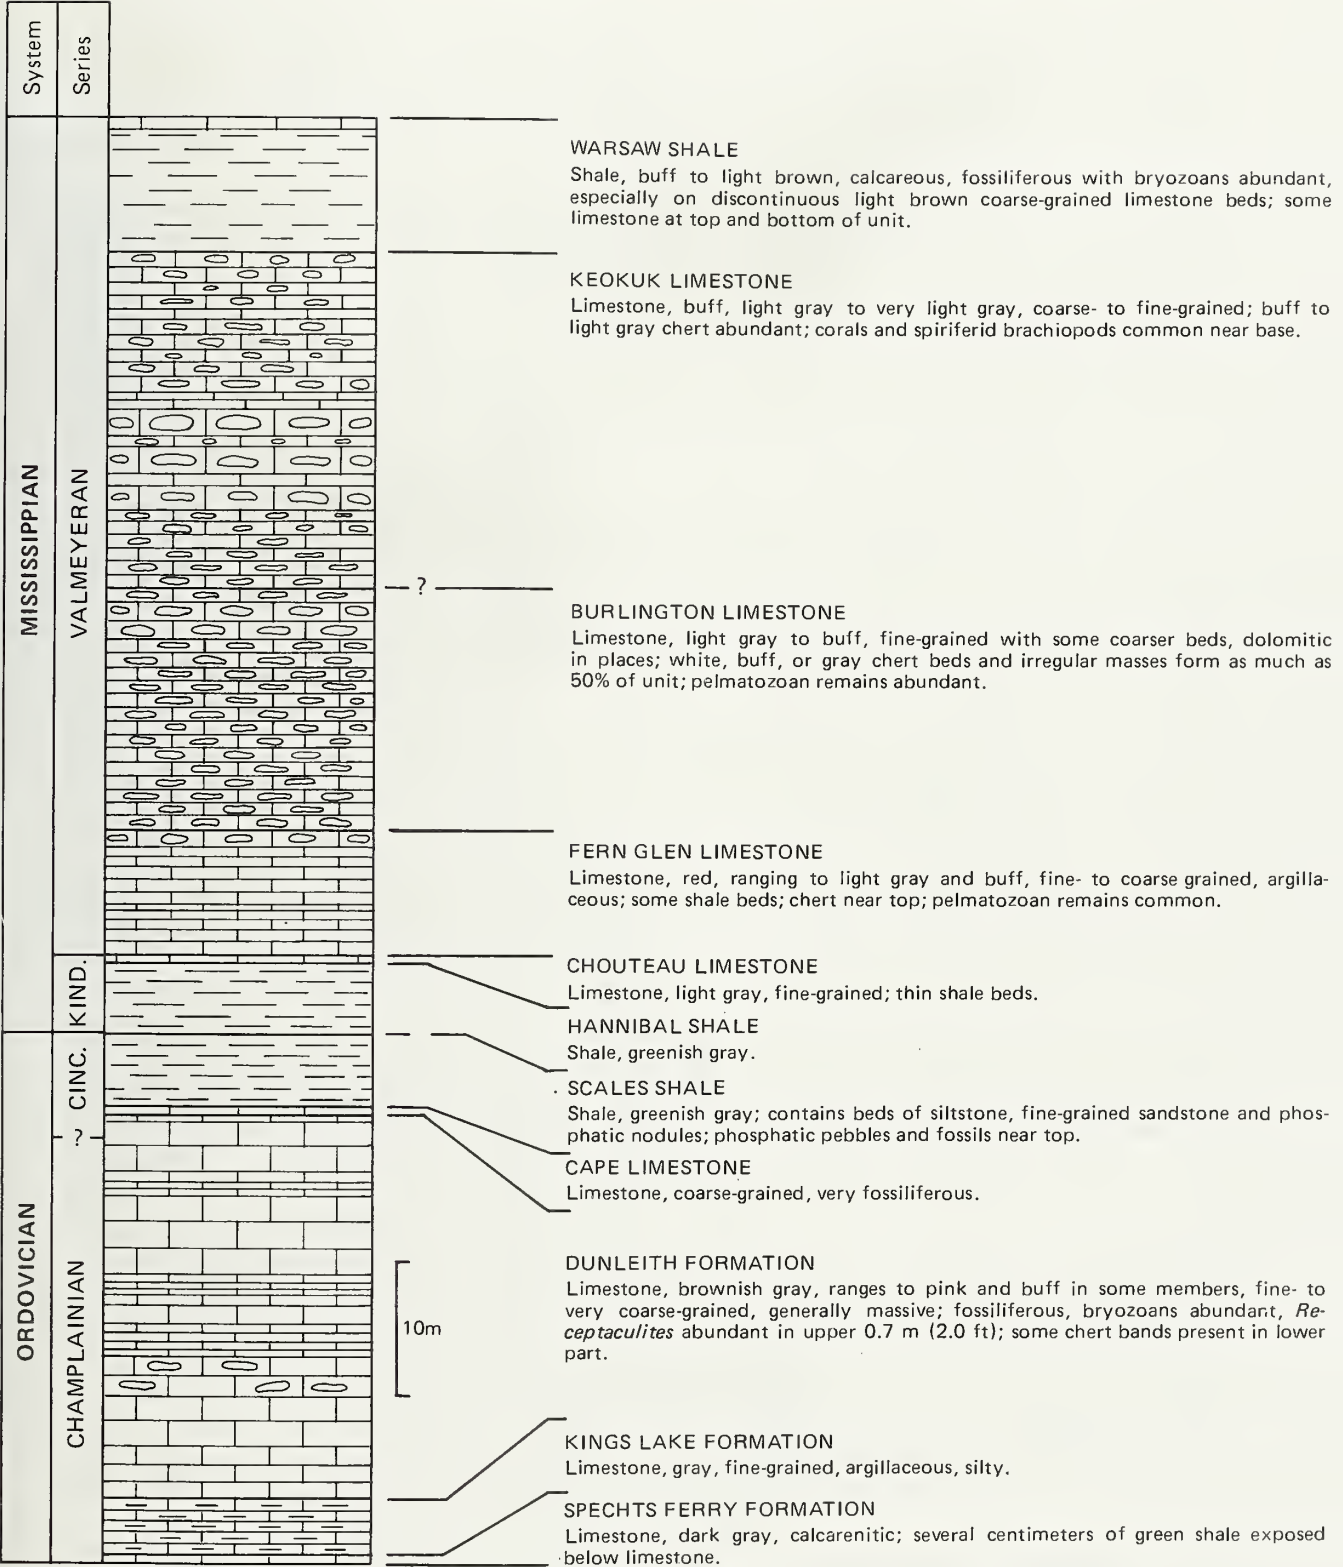 System
Series
MISSISSIPPIAN
VALMEYERAN
KIND.
ORDOVICIAN
CINC.
?
CHAMPLAINIAN
WARSAW SHALE
Shale, buff to light brown, calcareous, fossiliferous with bryozoans abundant,
especially on discontinuous light brown coarse-grained limestone beds; some
limestone at top and bottom of unit.
KEOKUK LIMESTONE
Limestone, buff, light gray to very light gray, coarse- to fine-grained; buff to
light gray chert abundant; corals and spiriferid brachiopods common near base.
?
BURLINGTON LIMESTONE
Limestone, light gray to buff, fine-grained with some coarser beds, dolomitic
in places; white, buff, or gray chert beds and irregular masses form as much as
50% of unit; pelmatozoan remains abundant.
FERN GLEN LIMESTONE
Limestone, red, ranging to light gray and buff, fine- to coarse grained, argilla-
ceous; some shale beds; chert near top; pelmatozoan remains common.
CHOUTEAU LIMESTONE
Limestone, light gray, fine-grained; thin shale beds.
HANNIBAL SHALE
Shale, greenish gray.
SCALES SHALE
Shale, greenish gray; contains beds of siltstone, fine-grained sandstone and phos-
phatic nodules; phosphatic pebbles and fossils near top.
CAPE LIMESTONE
Limestone, coarse-grained, very fossiliferous.
10m
DUNLEITH FORMATION
Limestone, brownish gray, ranges to pink and buff in some members, fine- to
very coarse-grained, generally massive; fossiliferous, bryozoans abundant, Re-
ceptaculites abundant in upper 0.7 m (2.0 ft); some chert bands present in lower
part.
KINGS LAKE FORMATION
Limestone, gray, fine-grained, argillaceous, silty.
SPECHTS FERRY FORMATION
Limestone, dark gray, calcarenitic; several centimeters of green shale exposed
below limestone.